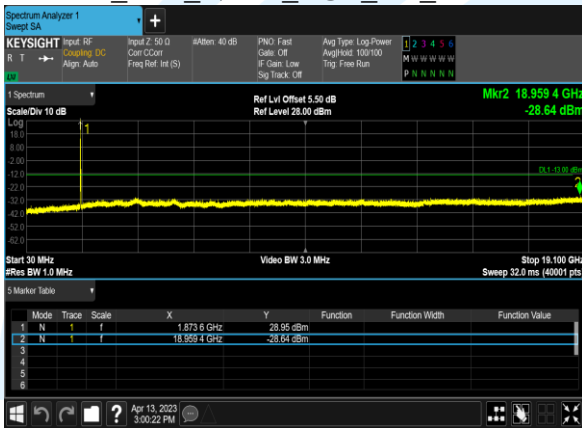 Spectrum Analyzer 1
Swept SA
+
KEYSIGHT
R T
LV
Input: RF
Coupling: DC
Align: Auto
Input Z: 50 Ω
Corr CCorr
Freq Ref: Int (S)
#Atten: 40 dB
PNO: Fast
Gate: Off
IF Gain: Low
Sig Track: Off
Avg Type: Log-Power
Avg|Hold: 100/100
Trig: Free Run
1 2 3 4 5 6
M W W W W W
P N N N N N
1 Spectrum
Scale/Div 10 dB
Ref Lvl Offset 5.50 dB
Ref Level 28.00 dBm
Mkr2 18.959 4 GHz
-28.64 dBm
Log
18.0
8.00
-2.00
-12.0
-22.0
-32.0
-42.0
-52.0
-62.0
1
DL1 -13.00 dBm
2
Start 30 MHz
#Res BW 1.0 MHz
Video BW 3.0 MHz
Stop 19.100 GHz
Sweep 32.0 ms (40001 pts
5 Marker Table
Mode Trace Scale X Y Function Function Width Function Value
1 N 1 f 1.873 6 GHz 28.95 dBm
2 N 1 f 18.959 4 GHz -28.64 dBm
3
4
5
6
? Apr 13, 2023
3:00:22 PM